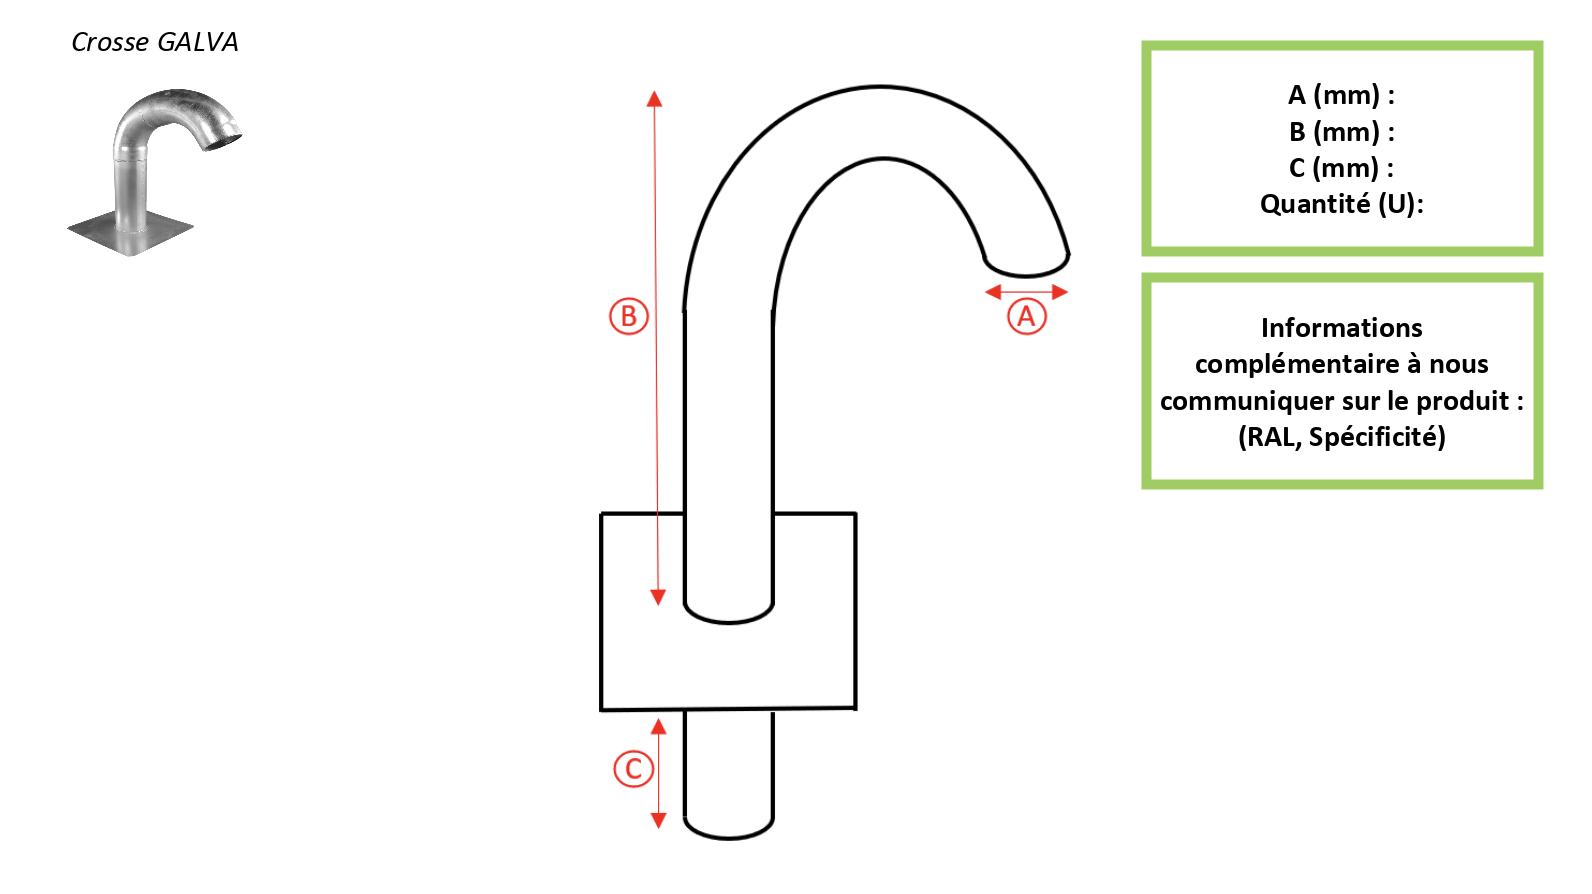 Crosse GALVA
A (mm) :
B (mm) :
C (mm) :
Quantité (U):
B
A
Informations
complémentaire à nous
communiquer sur le produit :
(RAL, Spécificité)
C